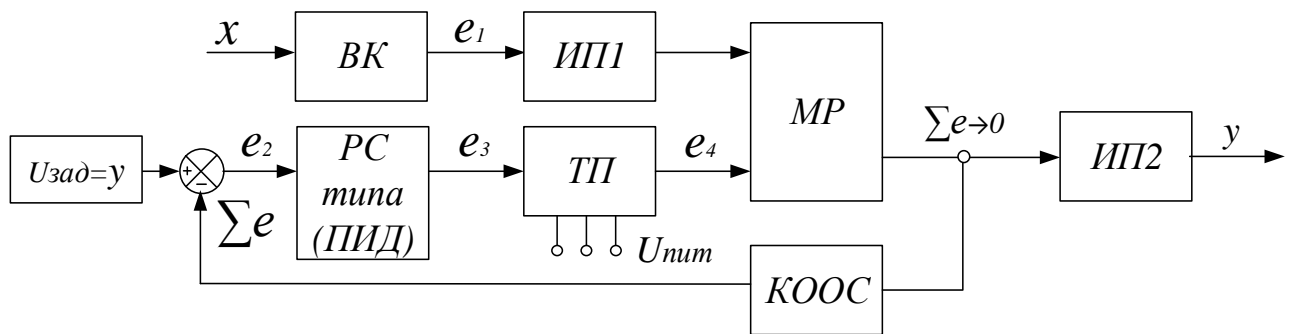 x
ВК
e1
ИП1
МР
∑e→0
Uзад=y
+
−
e2
РС
типа
(ПИД)
e3
ТП
e4
ИП2
y
∑e
Uпит
КООС